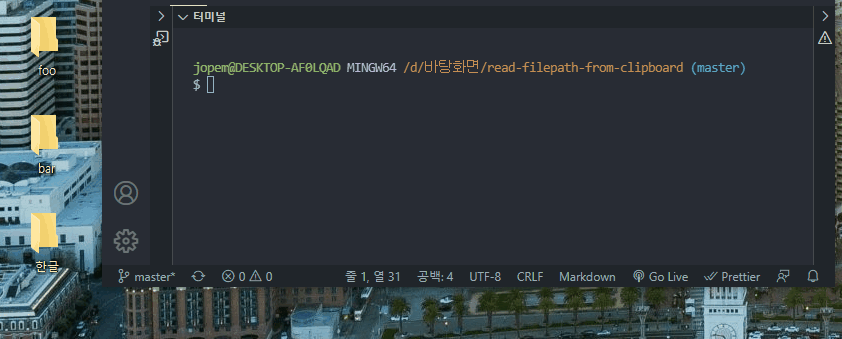 foo
bar
한글
터미널
jopem@DESKTOP-AF0LQAD MINGW64 /d/바탕화면/read-filepath-from-clipboard (master)
$
master* 0 0 줄 1, 열 31 공백: 4 UTF-8 CRLF Markdown Go Live Prettier